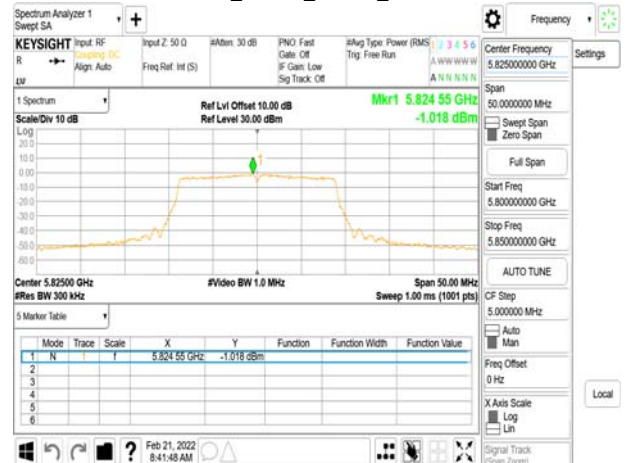 Spectrum Analyzer 1
Swept SA
+
Frequency
KEYSIGHT
R
LV
Input: RF
Coupling: DC
Align: Auto
Input Z: 50 Ω
Freq Ref: Int (S)
#Atten: 30 dB
PNO: Fast
Gate: Off
IF Gain: Low
Sig Track: Off
#Avg Type: Power (RMS
Trig: Free Run
1 2 3 4 5 6
A W W W W W
A N N N N N
1 Spectrum
Scale/Div 10 dB
Ref Lvl Offset 10.00 dB
Ref Level 30.00 dBm
Mkr1 5.824 55 GHz
-1.018 dBm
Log
20.0
10.0
0.00
-10.0
-20.0
-30.0
-40.0
-50.0
-60.0
1
Center 5.82500 GHz
#Res BW 300 kHz
#Video BW 1.0 MHz
Span 50.00 MHz
Sweep 1.00 ms (1001 pts)
5 Marker Table
Mode Trace Scale X Y Function Function Width Function Value
1 N 1 f 5.824 55 GHz -1.018 dBm
2
3
4
5
6
?
Feb 21, 2022
8:41:48 AM
Center Frequency
5.825000000 GHz
Settings
Span
50.0000000 MHz
Swept Span
Zero Span
Full Span
Start Freq
5.800000000 GHz
Stop Freq
5.850000000 GHz
AUTO TUNE
CF Step
5.000000 MHz
Auto
Man
Freq Offset
0 Hz
X Axis Scale
Log
Lin
Local
Signal Track
(Span Zoom)